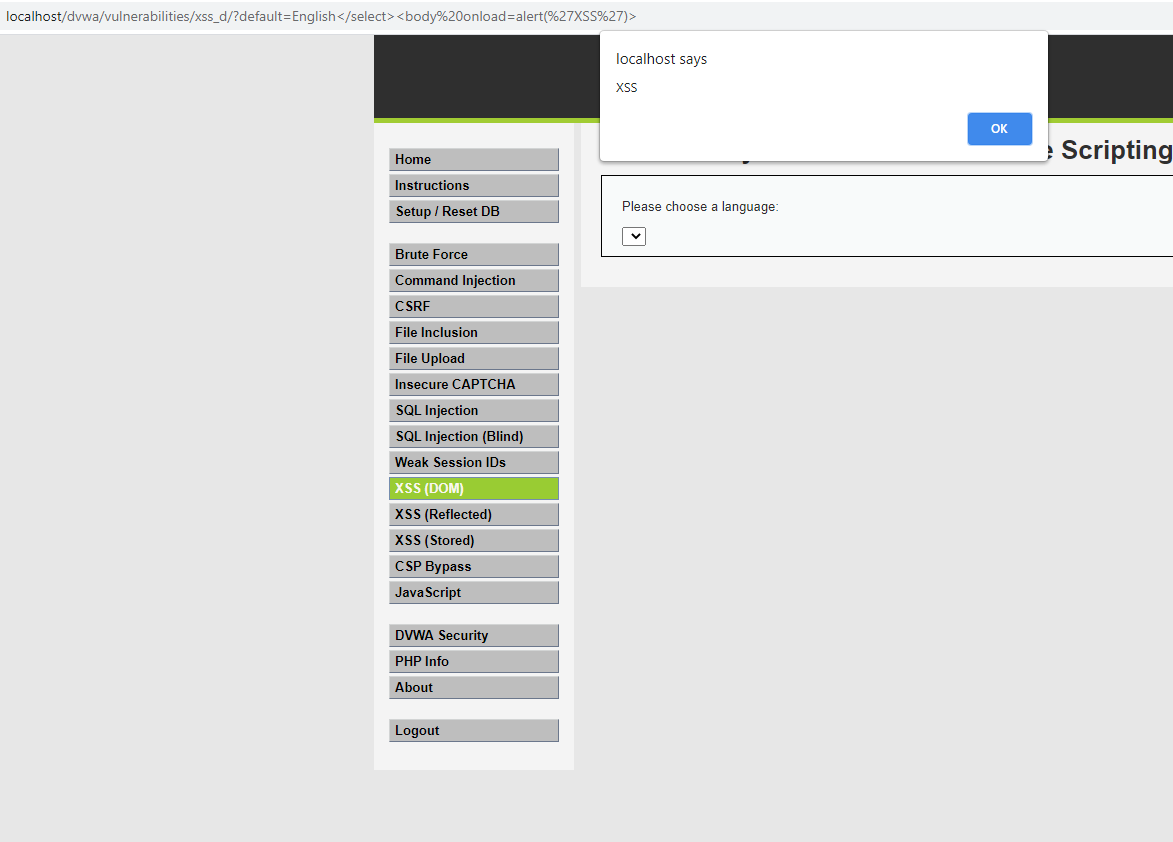 localhost/dvwa/vulnerabilities/xss_d/?default=English</select><body%20onload=alert(%27XSS%27)>
localhost says
XSS
OK
Scripting
Home
Instructions
Setup / Reset DB
Please choose a language:
Brute Force
Command Injection
CSRF
File Inclusion
File Upload
Insecure CAPTCHA
SQL Injection
SQL Injection (Blind)
Weak Session IDs
XSS (DOM)
XSS (Reflected)
XSS (Stored)
CSP Bypass
JavaScript
DVWA Security
PHP Info
About
Logout